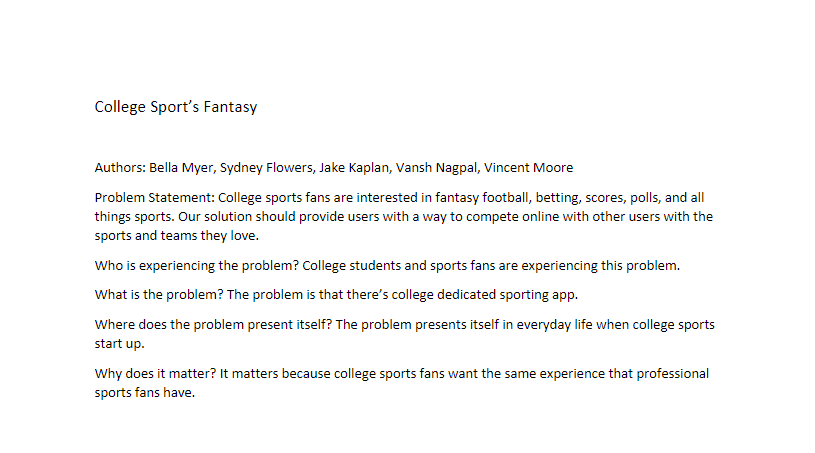 College Sport’s Fantasy
Authors: Bella Myer, Sydney Flowers, Jake Kaplan, Vansh Nagpal, Vincent Moore
Problem Statement: College sports fans are interested in fantasy football, betting, scores, polls, and all
things sports. Our solution should provide users with a way to compete online with other users with the
sports and teams they love.
Who is experiencing the problem? College students and sports fans are experiencing this problem.
What is the problem? The problem is that there’s college dedicated sporting app.
Where does the problem present itself? The problem presents itself in everyday life when college sports
start up.
Why does it matter? It matters because college sports fans want the same experience that professional
sports fans have.